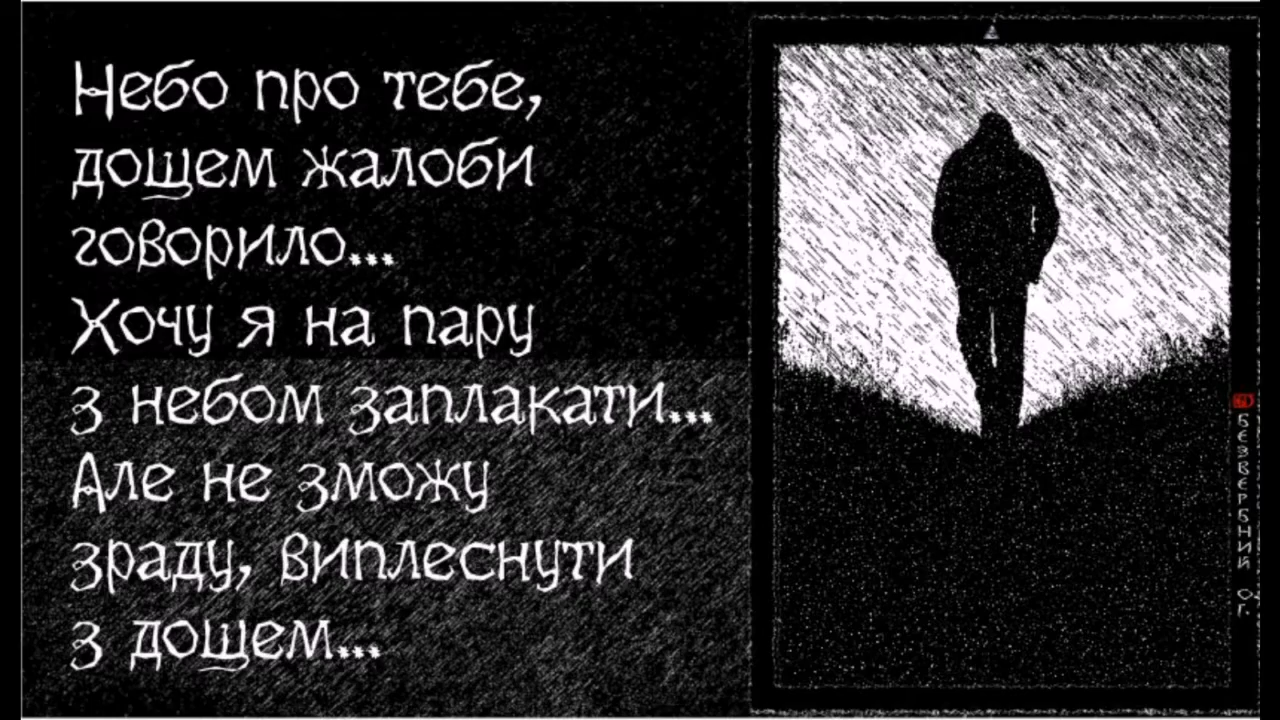 Небо про тебе,
дощем жалоби
говорило...
Хочу я на пару
з небом заплакати...
Але не зможу
зраду, виплеснути
з дощем...
БЕЗВЕРБНИЙ О. Г.